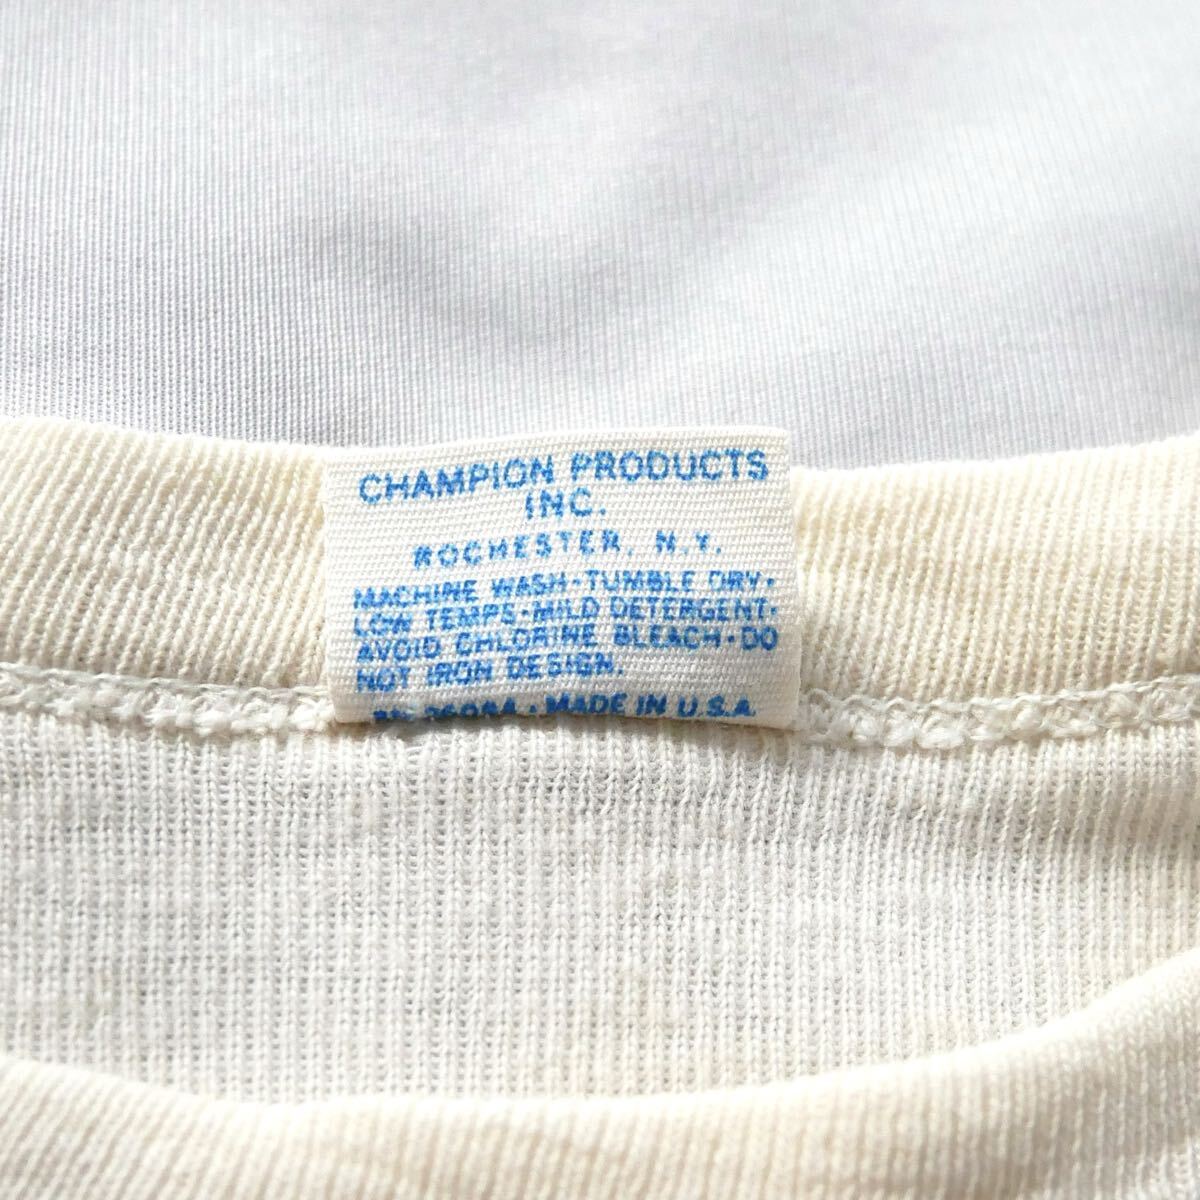 CHAMPION PRODUCTS
INC.
ROCHESTER, N.Y.
MACHINE WASH•TUMBLE DRY•
LOW TEMPS•MILD DETERGENT•
AVOID CHLORINE BLEACH•DO
NOT IRON DESIGN.
26084 • MADE IN U.S.A.